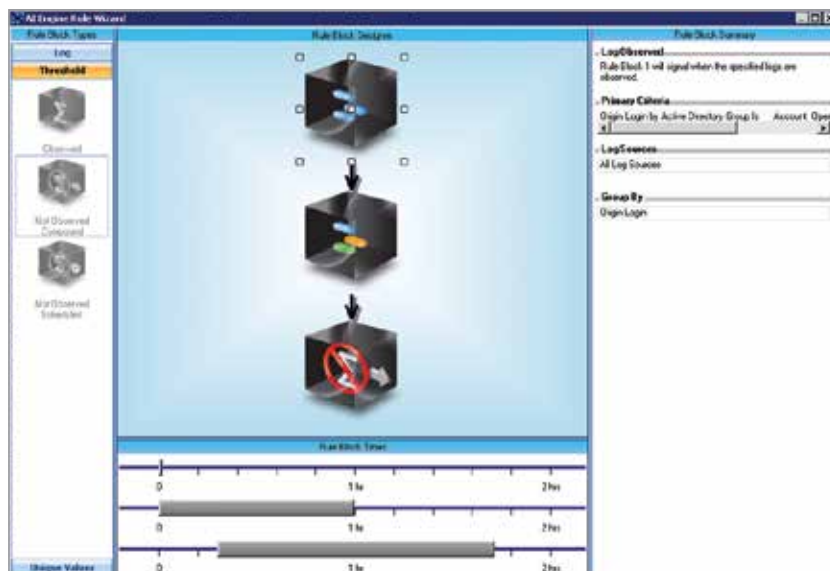 AI Engine Rule Wizard
Rule Block Types
Log
Threshold
Observed
Not Observed
Compound
Not Observed
Scheduled
Unique Values
Rule Block Designer
Rule Block Times
0 1 hr 2 hrs
0 1 hr 2 hrs
0 1 hr 2 hrs
Rule Block Summary
Log Observed
Rule Block 1 will signal when the specified logs are
observed.
Primary Criteria
Origin Login by Active Directory Group Is Account Oper
Log Sources
All Log Sources
Group By
Origin Login